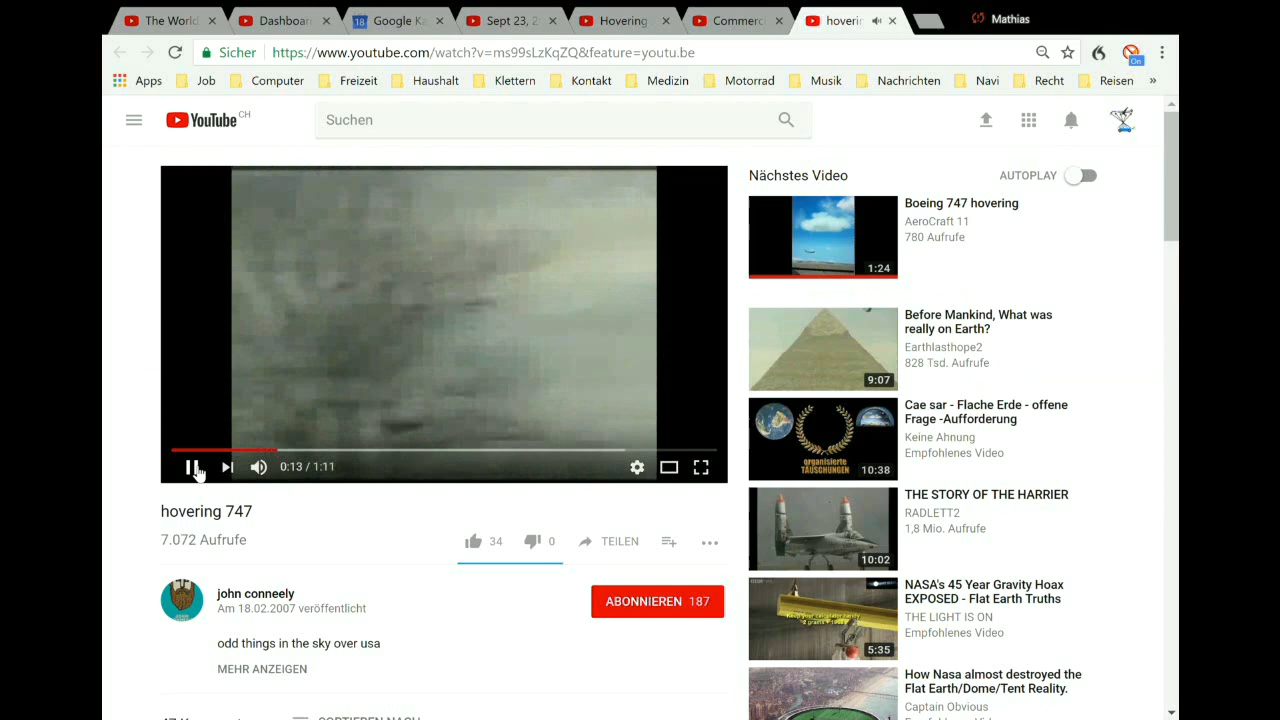 The World
Dashboar
Google Ka
Sept 23, 2
Hovering
Commerc
hoverin
Mathias
Sicher
https://www.youtube.com/watch?v=ms99sLzKqZQ&feature=youtu.be
On
Apps
Job
Computer
Freizeit
Haushalt
Klettern
Kontakt
Medizin
Motorrad
Musik
Nachrichten
Navi
Recht
Reisen
»
YouTube CH
Suchen
Nächstes Video
AUTOPLAY
Boeing 747 hovering
AeroCraft 11
780 Aufrufe
1:24
Before Mankind, What was
really on Earth?
Earthlasthope2
828 Tsd. Aufrufe
9:07
Cae sar - Flache Erde - offene
Frage -Aufforderung
Keine Ahnung
Empfohlenes Video
organisierte
TÄUSCHUNGEN
10:38
THE STORY OF THE HARRIER
RADLETT2
1,8 Mio. Aufrufe
10:02
NASA's 45 Year Gravity Hoax
EXPOSED - Flat Earth Truths
THE LIGHT IS ON
Empfohlenes Video
5:35
How Nasa almost destroyed the
Flat Earth/Dome/Tent Reality.
Captain Obvious
0:13 / 1:11
hovering 747
7.072 Aufrufe
34
0
TEILEN
john conneely
Am 18.02.2007 veröffentlicht
ABONNIEREN 187
odd things in the sky over usa
MEHR ANZEIGEN
SORTIEREN NACH